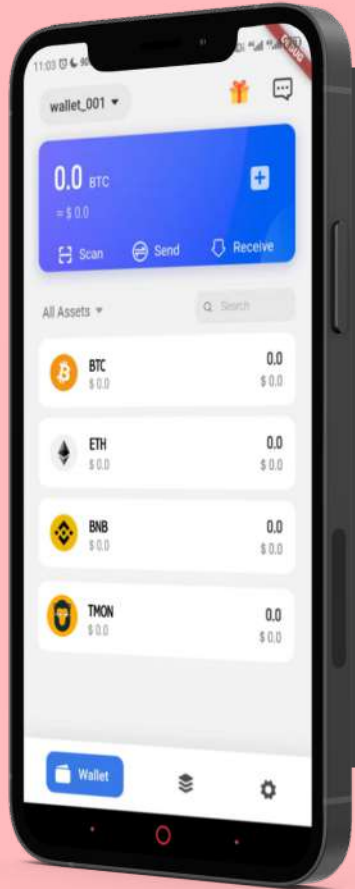 11:03
wallet_001
0.0 BTC
= $ 0.0
Scan Send Receive
All Assets Search
BTC 0.0
$ 0.0 $ 0.0
ETH 0.0
$ 0.0 $ 0.0
BNB 0.0
$ 0.0 $ 0.0
TMON 0.0
$ 0.0 $ 0.0
Wallet